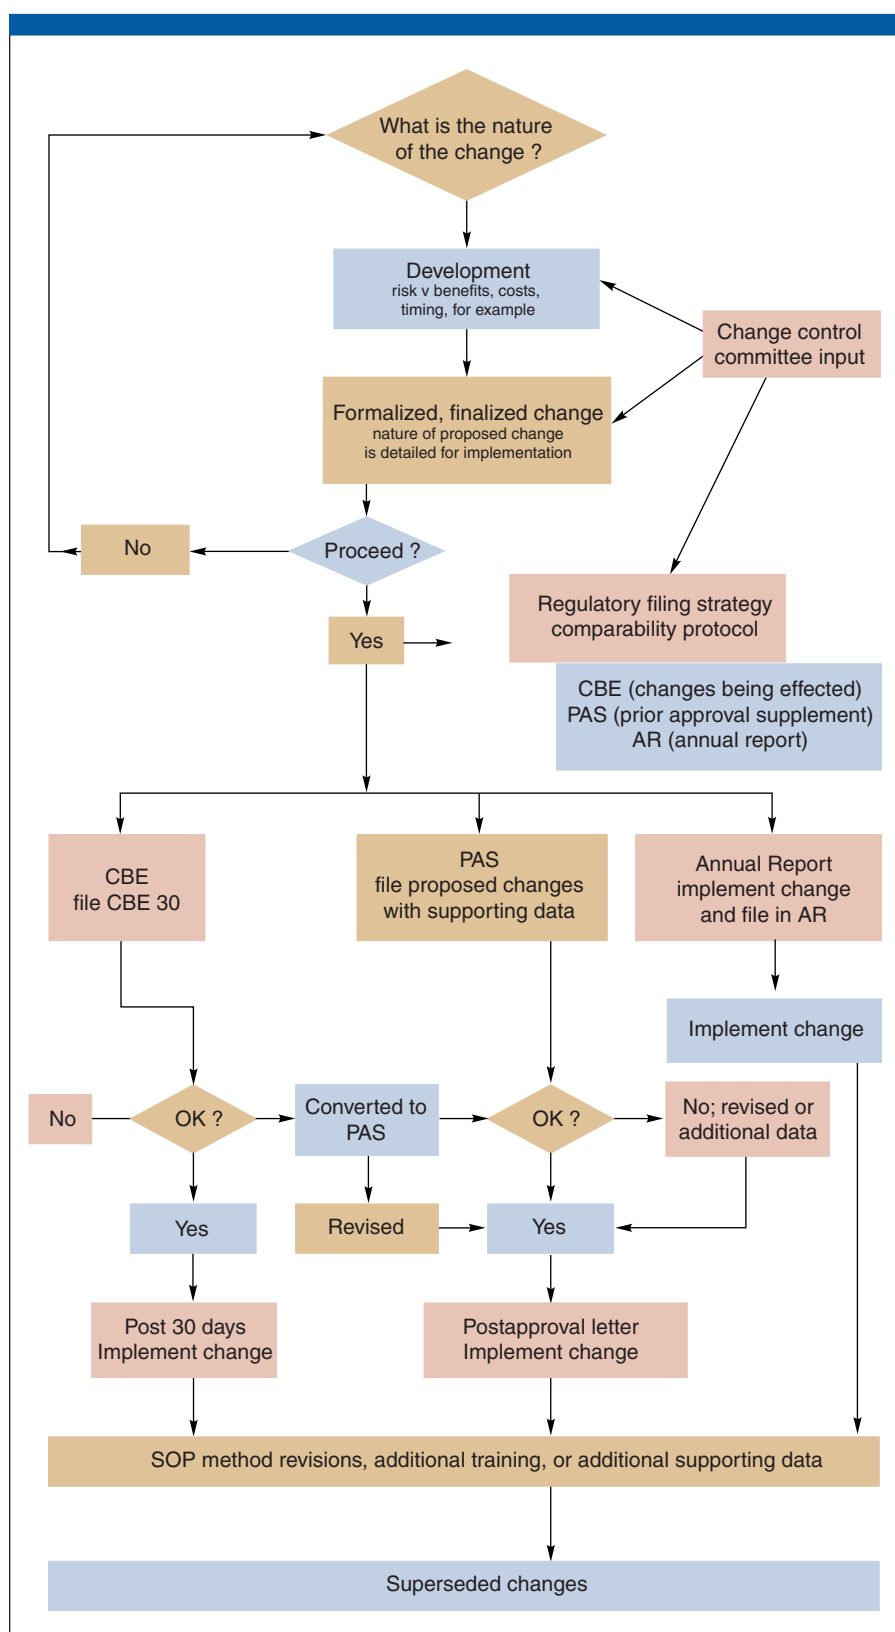 What is the nature
of the change ?
Development
risk v benefits, costs,
timing, for example
Change control
committee input
Formalized, finalized change
nature of proposed change
is detailed for implementation
No
Proceed ?
Yes
Regulatory filing strategy
comparability protocol
CBE (changes being effected)
PAS (prior approval supplement)
AR (annual report)
CBE
file CBE 30
PAS
file proposed changes
with supporting data
Annual Report
implement change
and file in AR
Implement change
No
OK ?
Converted to
PAS
OK ?
No; revised or
additional data
Yes
Revised
Yes
Post 30 days
Implement change
Postapproval letter
Implement change
SOP method revisions, additional training, or additional supporting data
Superseded changes